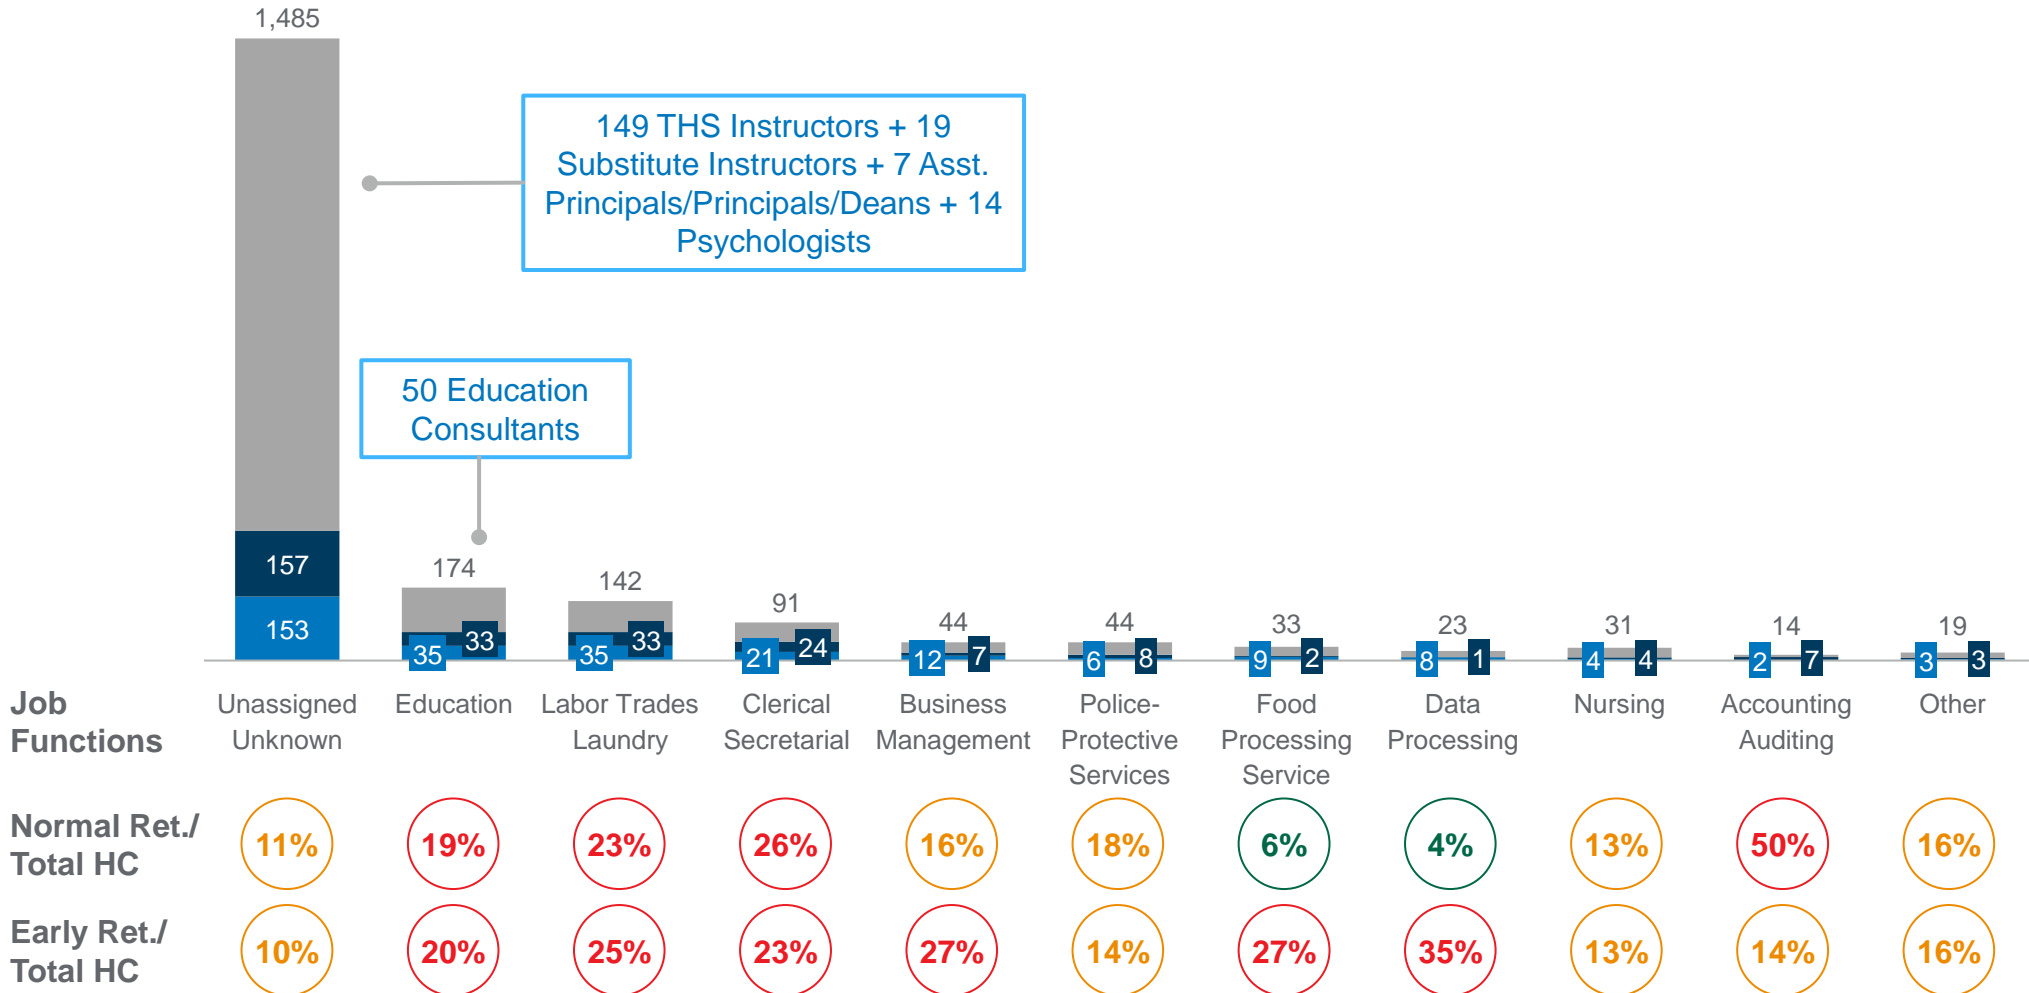 1,485
149 THS Instructors + 19
Substitute Instructors + 7 Asst.
Principals/Principals/Deans + 14
Psychologists
50 Education
Consultants
157
153
174
33
35
142
33
35
91
24
21
44
12
7
44
6
8
33
9
2
23
8
1
31
4
4
14
2
7
19
3
3
Job
Functions
Unassigned
Unknown
Education
Labor Trades
Laundry
Clerical
Secretarial
Business
Management
Police-
Protective
Services
Food
Processing
Service
Data
Processing
Nursing
Accounting
Auditing
Other
Normal Ret./
Total HC
11%
19%
23%
26%
16%
18%
6%
4%
13%
50%
16%
Early Ret./
Total HC
10%
20%
25%
23%
27%
14%
27%
35%
13%
14%
16%